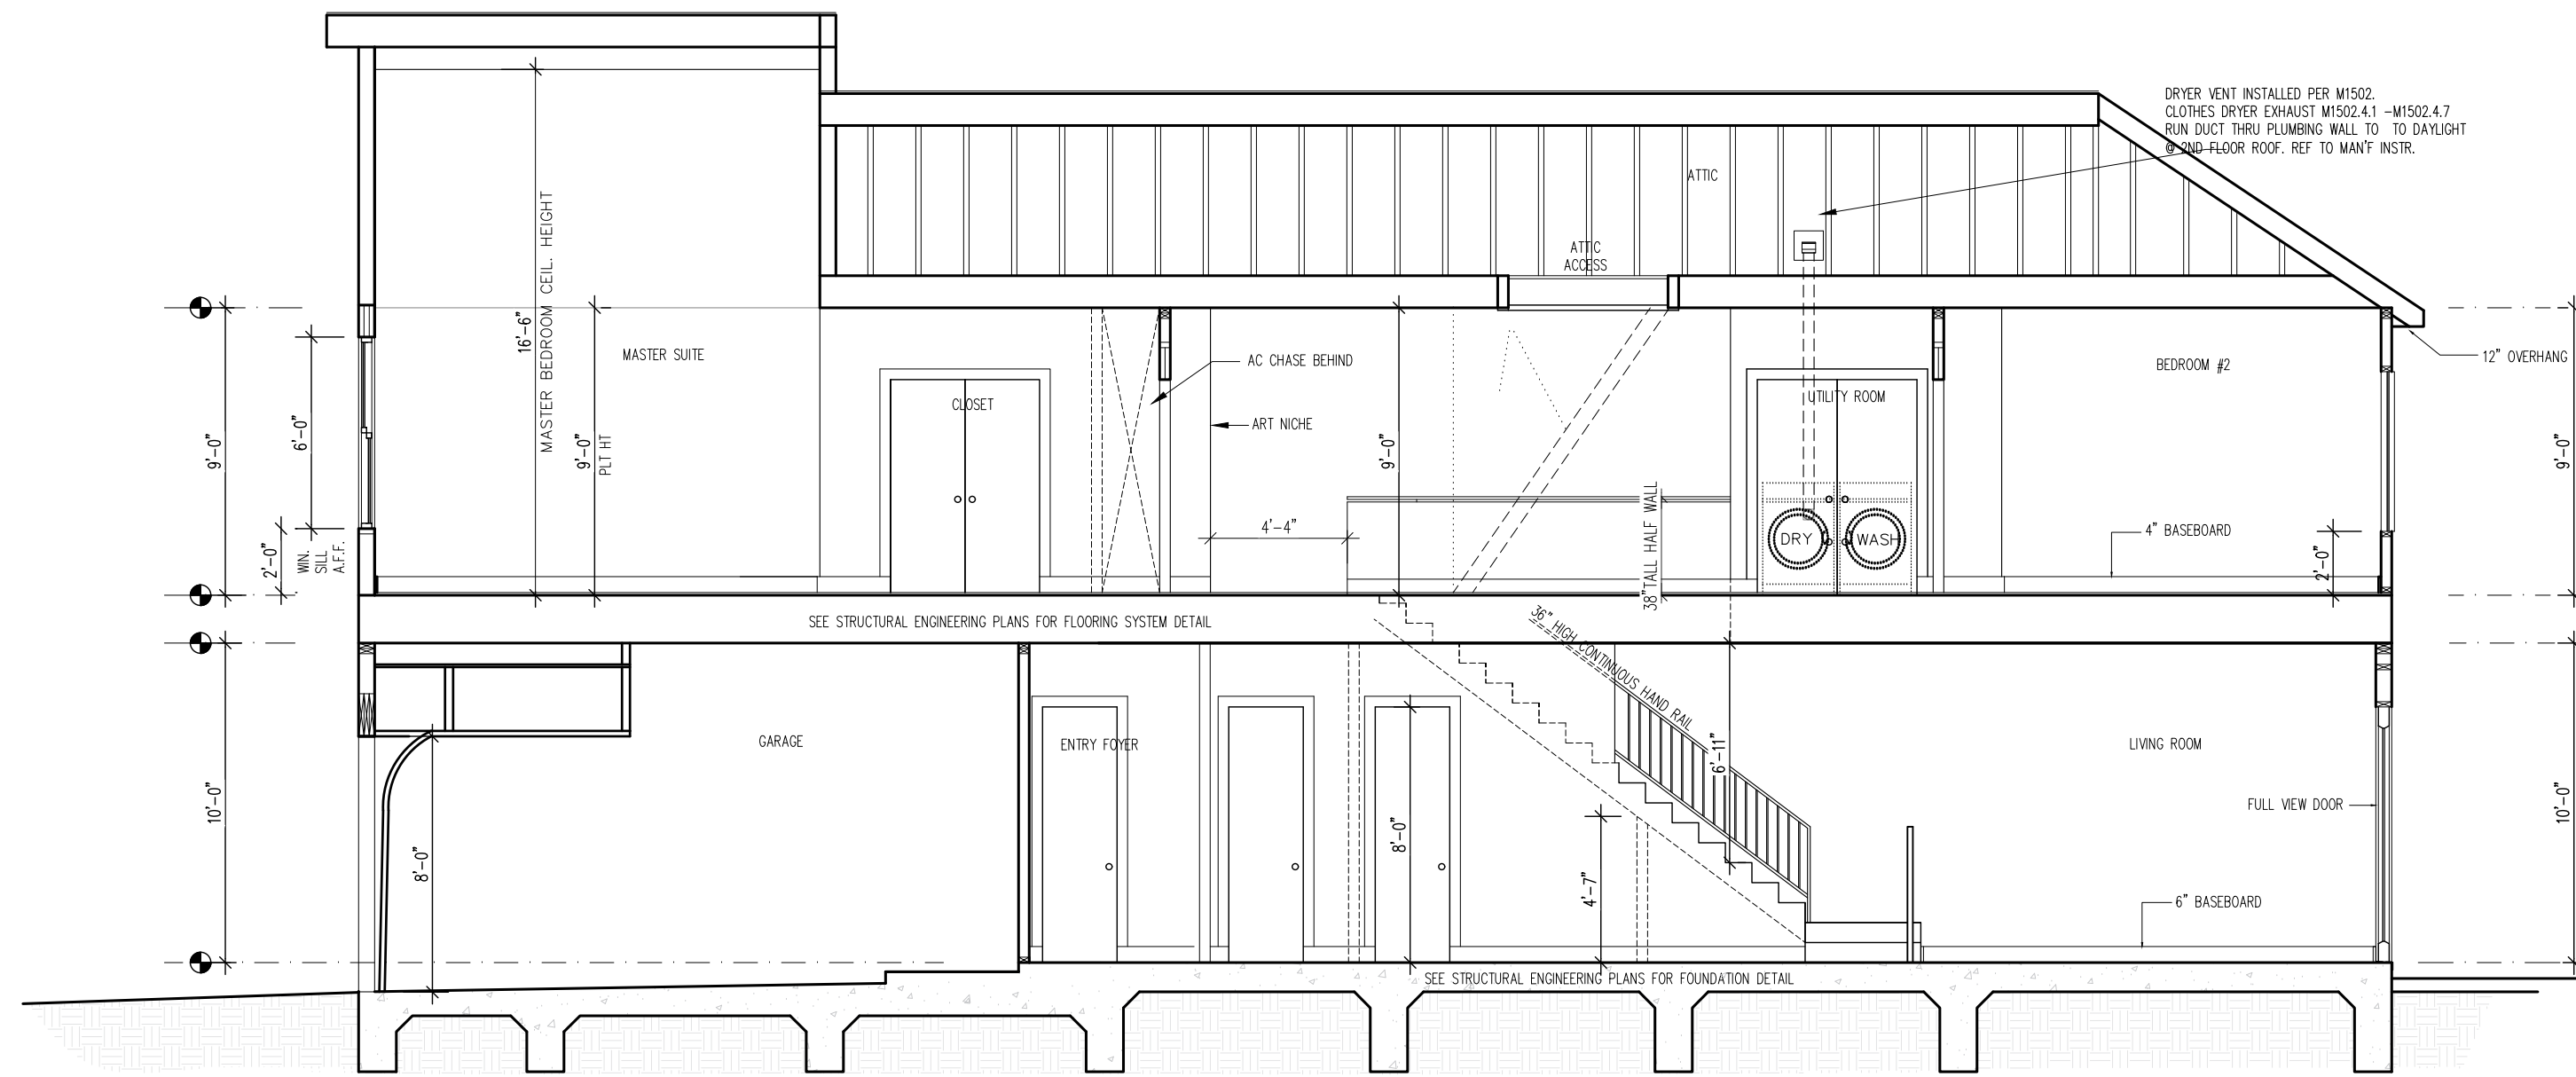 DRYER VENT INSTALLED PER M1502.
CLOTHES DRYER EXHAUST M1502.4.1 -M1502.4.7
RUN DUCT THRU PLUMBING WALL TO TO DAYLIGHT
@ 2ND FLOOR ROOF. REF TO MAN'F INSTR.
ATTIC
ATTIC
ACCESS
16'-6"
MASTER BEDROOM CEIL. HEIGHT
MASTER SUITE
9'-0"
PLT HT
9'-0"
6'-0"
2'-0"
WIN.
SILL
A.F.F.
CLOSET
AC CHASE BEHIND
ART NICHE
9'-0"
4'-4"
38"TALL HALF WALL
UTILITY ROOM
DRY
WASH
BEDROOM #2
12" OVERHANG
4" BASEBOARD
2'-0"
9'-0"
SEE STRUCTURAL ENGINEERING PLANS FOR FLOORING SYSTEM DETAIL
36" HIGH CONTINUOUS HAND RAIL
10'-0"
8'-0"
GARAGE
ENTRY FOYER
8'-0"
4'-7"
6'-11"
LIVING ROOM
FULL VIEW DOOR
6" BASEBOARD
10'-0"
SEE STRUCTURAL ENGINEERING PLANS FOR FOUNDATION DETAIL